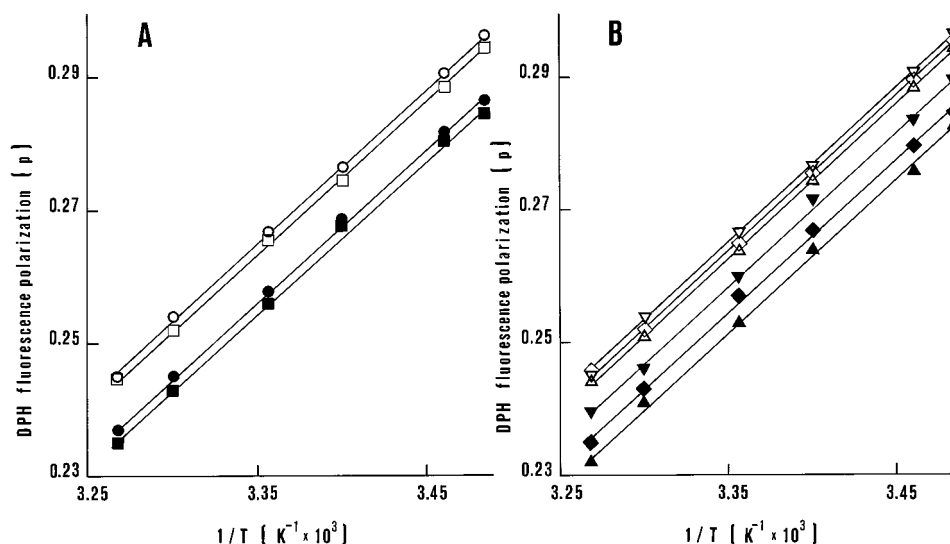 A
0.29
0.27
0.25
0.23
DPH fluorescence polarization ( p )
3.25
3.35
3.45
1/T ( K⁻¹ × 10³ )
B
0.29
0.27
0.25
0.23
DPH fluorescence polarization ( p )
3.25
3.35
3.45
1/T ( K⁻¹ × 10³ )